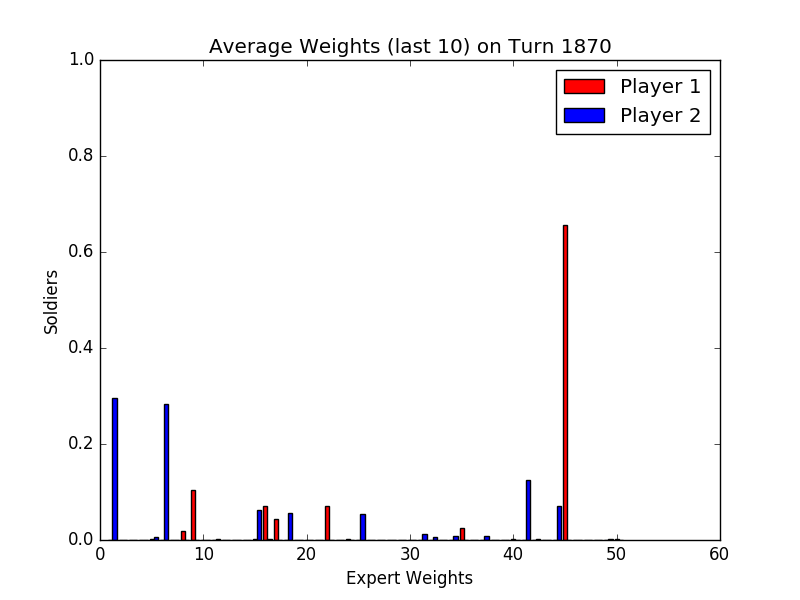 Average Weights (last 10) on Turn 1870
1.0
0.8
0.6
0.4
0.2
0.0
Soldiers
Player 1
Player 2
0 10 20 30 40 50 60
Expert Weights